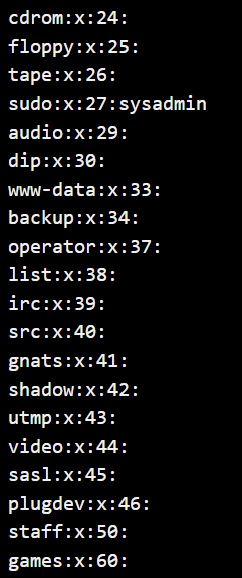 cdrom:x:24:
floppy:x:25:
tape:x:26:
sudo:x:27:sysadmin
audio:x:29:
dip:x:30:
www-data:x:33:
backup:x:34:
operator:x:37:
list:x:38:
irc:x:39:
src:x:40:
gnats:x:41:
shadow:x:42:
utmp:x:43:
video:x:44:
sasl:x:45:
plugdev:x:46:
staff:x:50:
games:x:60: